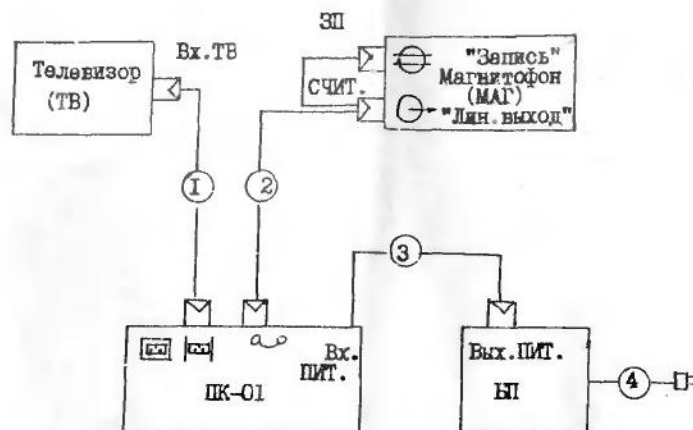 ЗП
Телевизор
(ТВ)
Вх.ТВ
СЧИТ.
"Запись"
Магнитофон
(МАГ)
"Лин.выход"
1
2
3
Вх.
ПИТ.
ПК-01
Вых.ПИТ.
БП
4